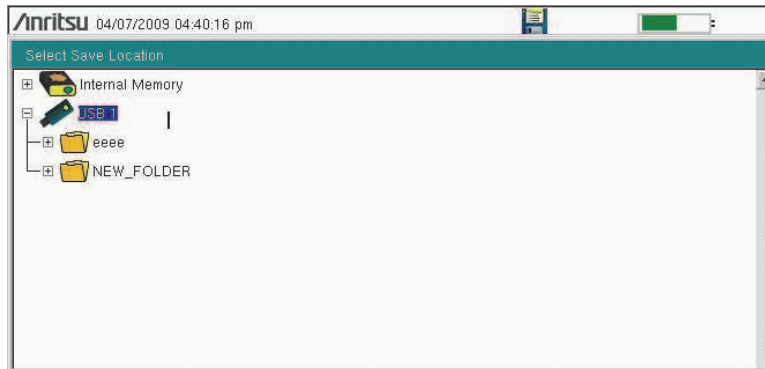 Anritsu 04/07/2009 04:40:16 pm
Select Save Location
Internal Memory
USB 1
eeee
NEW_FOLDER